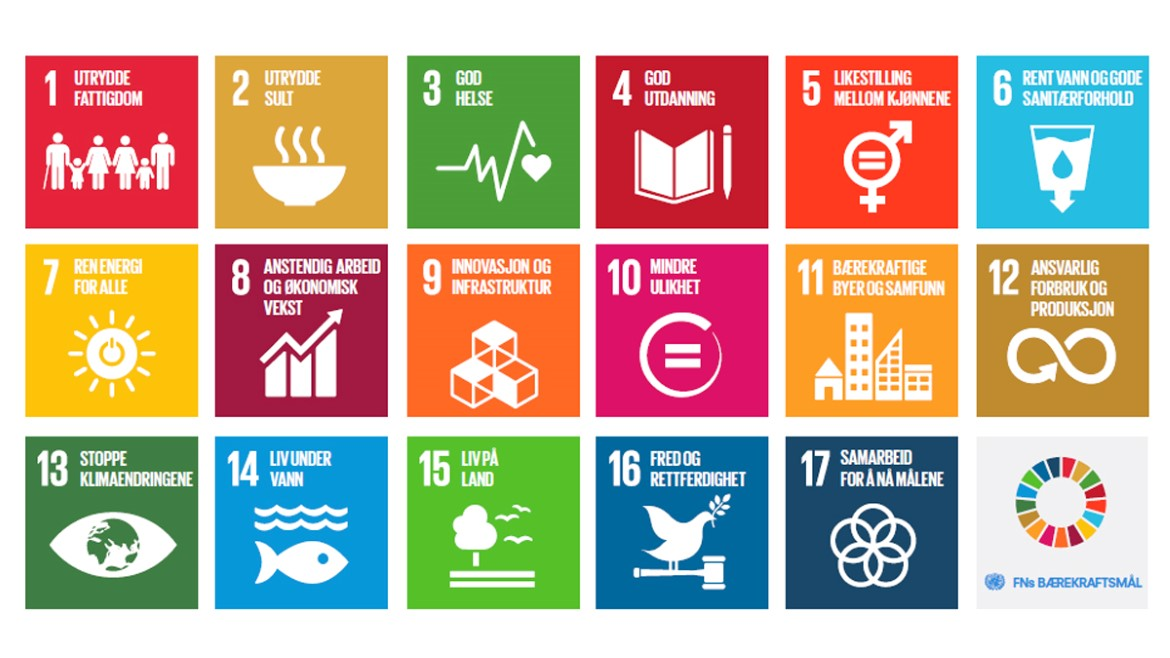 1 UTRYDDE
FATTIGDOM
2 UTRYDDE
SULT
3 GOD
HELSE
4 GOD
UTDANNING
5 LIKESTILLING
MELLOM KJØNNENE
6 RENT VANN OG GODE
SANITÆRFORHOLD
7 REN ENERGI
FOR ALLE
8 ANSTENDIG ARBEID
OG ØKONOMISK
VEKST
9 INNOVASJON OG
INFRASTRUKTUR
10 MINDRE
ULIKHET
11 BÆREKRAFTIGE
BYER OG SAMFUNN
12 ANSVARLIG
FORBRUK OG
PRODUKSJON
13 STOPPE
KLIMAENDRINGENE
14 LIV UNDER
VANN
15 LIV PÅ
LAND
16 FRED OG
RETTFERDIGHET
17 SAMARBEID
FOR Å NÅ MÅLENE
FNs BÆREKRAFTSMÅL